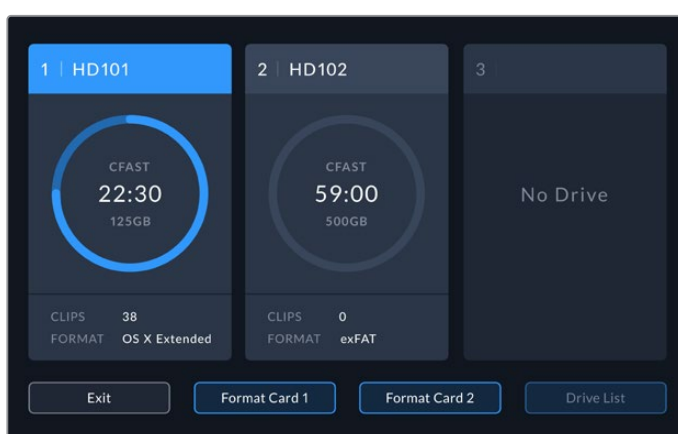 1 | HD101
CFAST
22:30
125GB
CLIPS 38
FORMAT OS X Extended
2 | HD102
CFAST
59:00
500GB
CLIPS 0
FORMAT exFAT
3
No Drive
Exit
Format Card 1
Format Card 2
Drive List